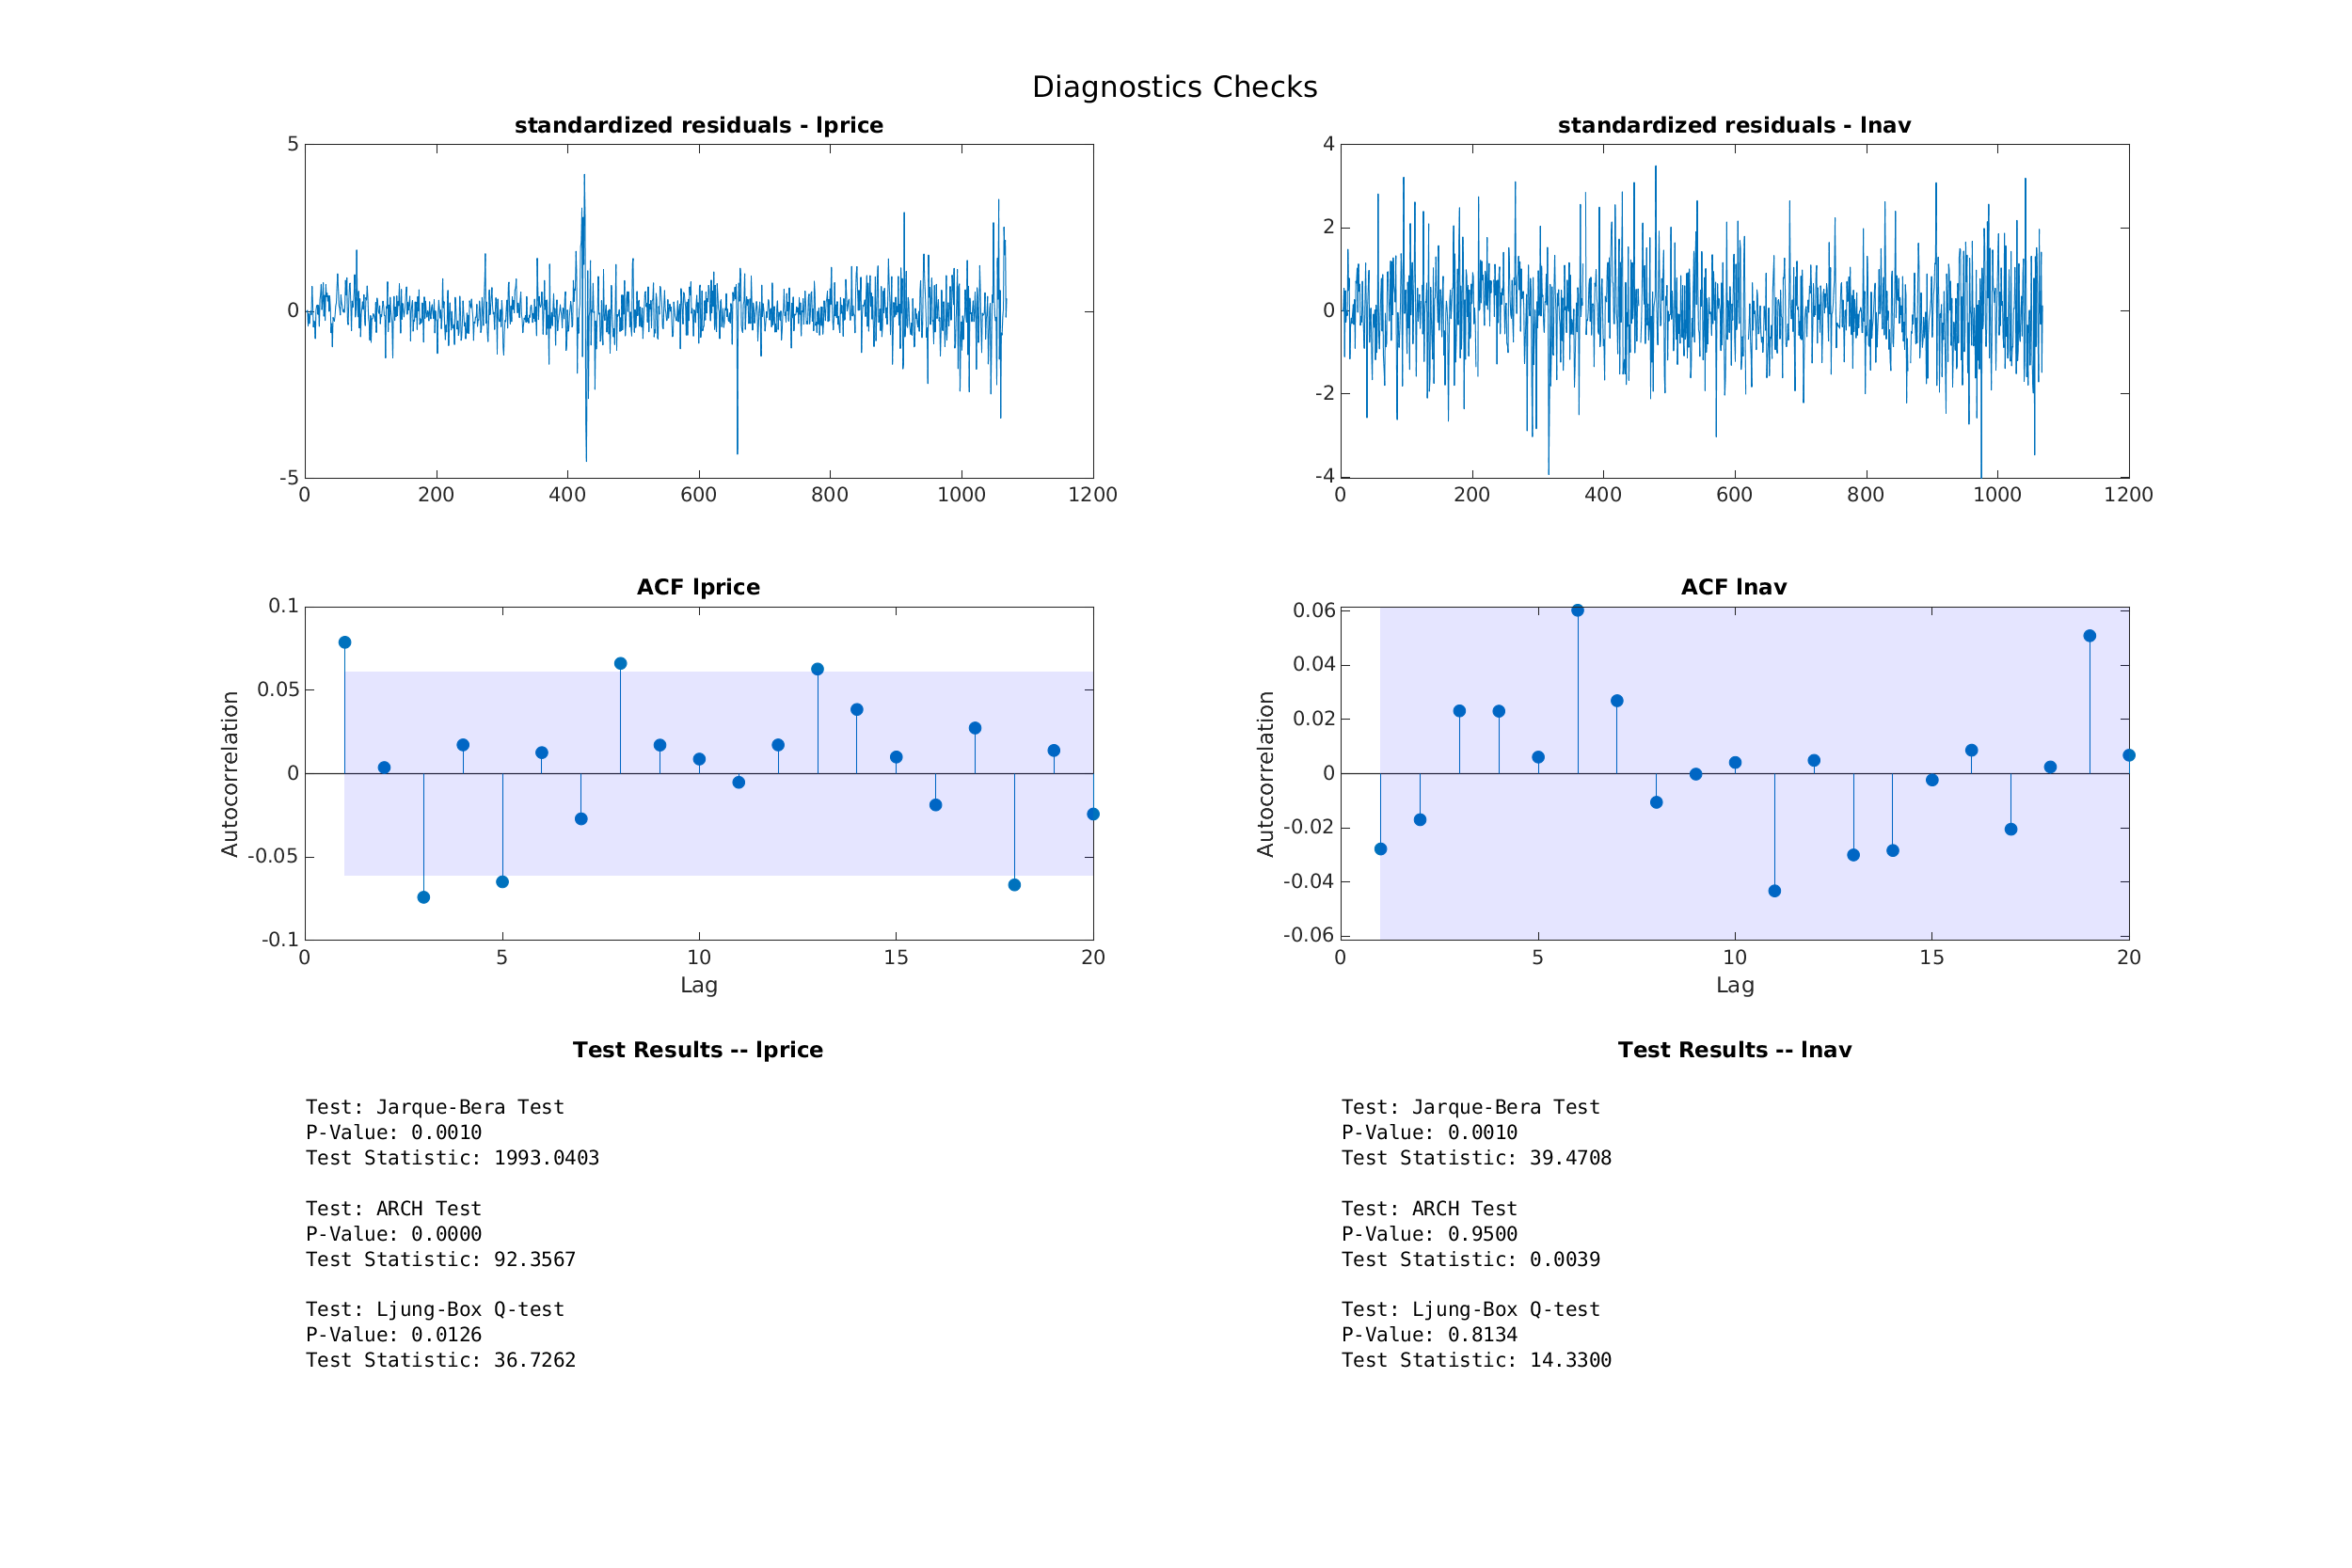 Diagnostics Checks
standardized residuals - lprice
5
0
-5
0 200 400 600 800 1000 1200
standardized residuals - lnav
4
2
0
-2
-4
0 200 400 600 800 1000 1200
ACF lprice
0.1
0.05
0
-0.05
-0.1
Autocorrelation
0 5 10 15 20
Lag
ACF lnav
0.06
0.04
0.02
0
-0.02
-0.04
-0.06
Autocorrelation
0 5 10 15 20
Lag
Test Results -- lprice
Test: Jarque-Bera Test
P-Value: 0.0010
Test Statistic: 1993.0403
Test: ARCH Test
P-Value: 0.0000
Test Statistic: 92.3567
Test: Ljung-Box Q-test
P-Value: 0.0126
Test Statistic: 36.7262
Test Results -- lnav
Test: Jarque-Bera Test
P-Value: 0.0010
Test Statistic: 39.4708
Test: ARCH Test
P-Value: 0.9500
Test Statistic: 0.0039
Test: Ljung-Box Q-test
P-Value: 0.8134
Test Statistic: 14.3300